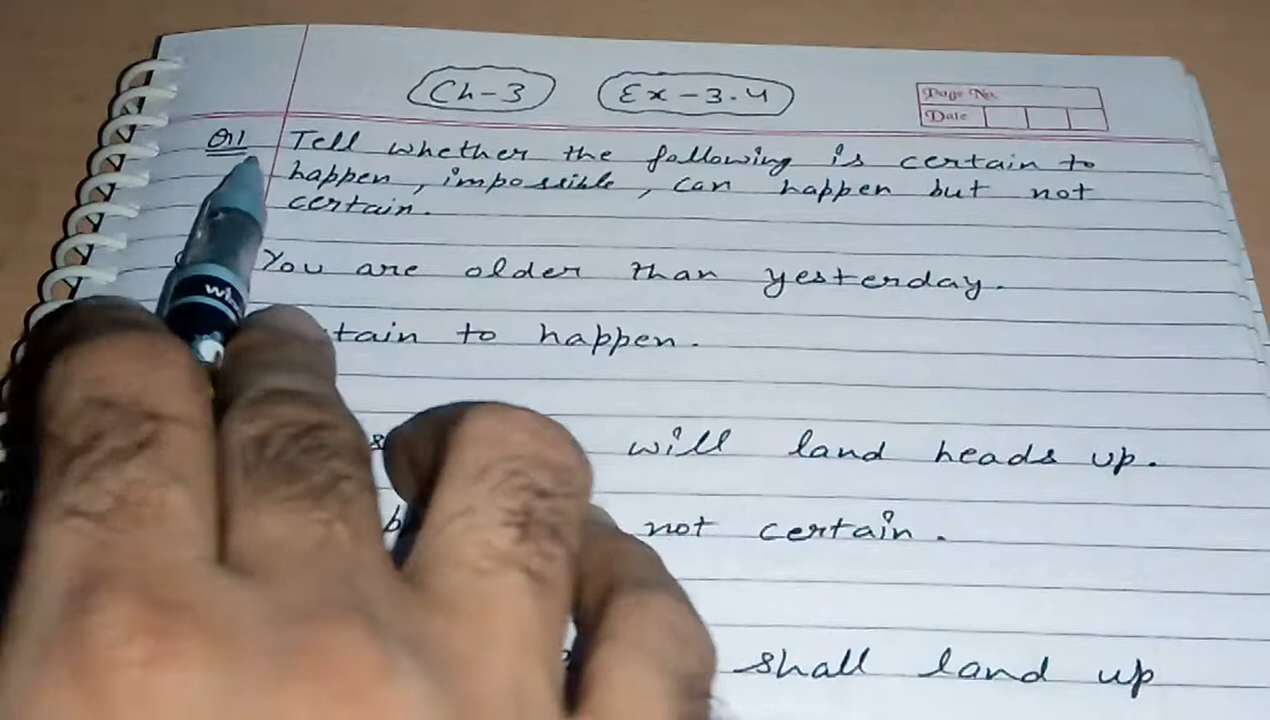 Ch-3 Ex-3.4
Page No.
Date
Q1 Tell whether the following is certain to
happen, impossible, can happen but not
certain.
You are older than yesterday.
tain to happen.
will land heads up.
not certain.
shall land up